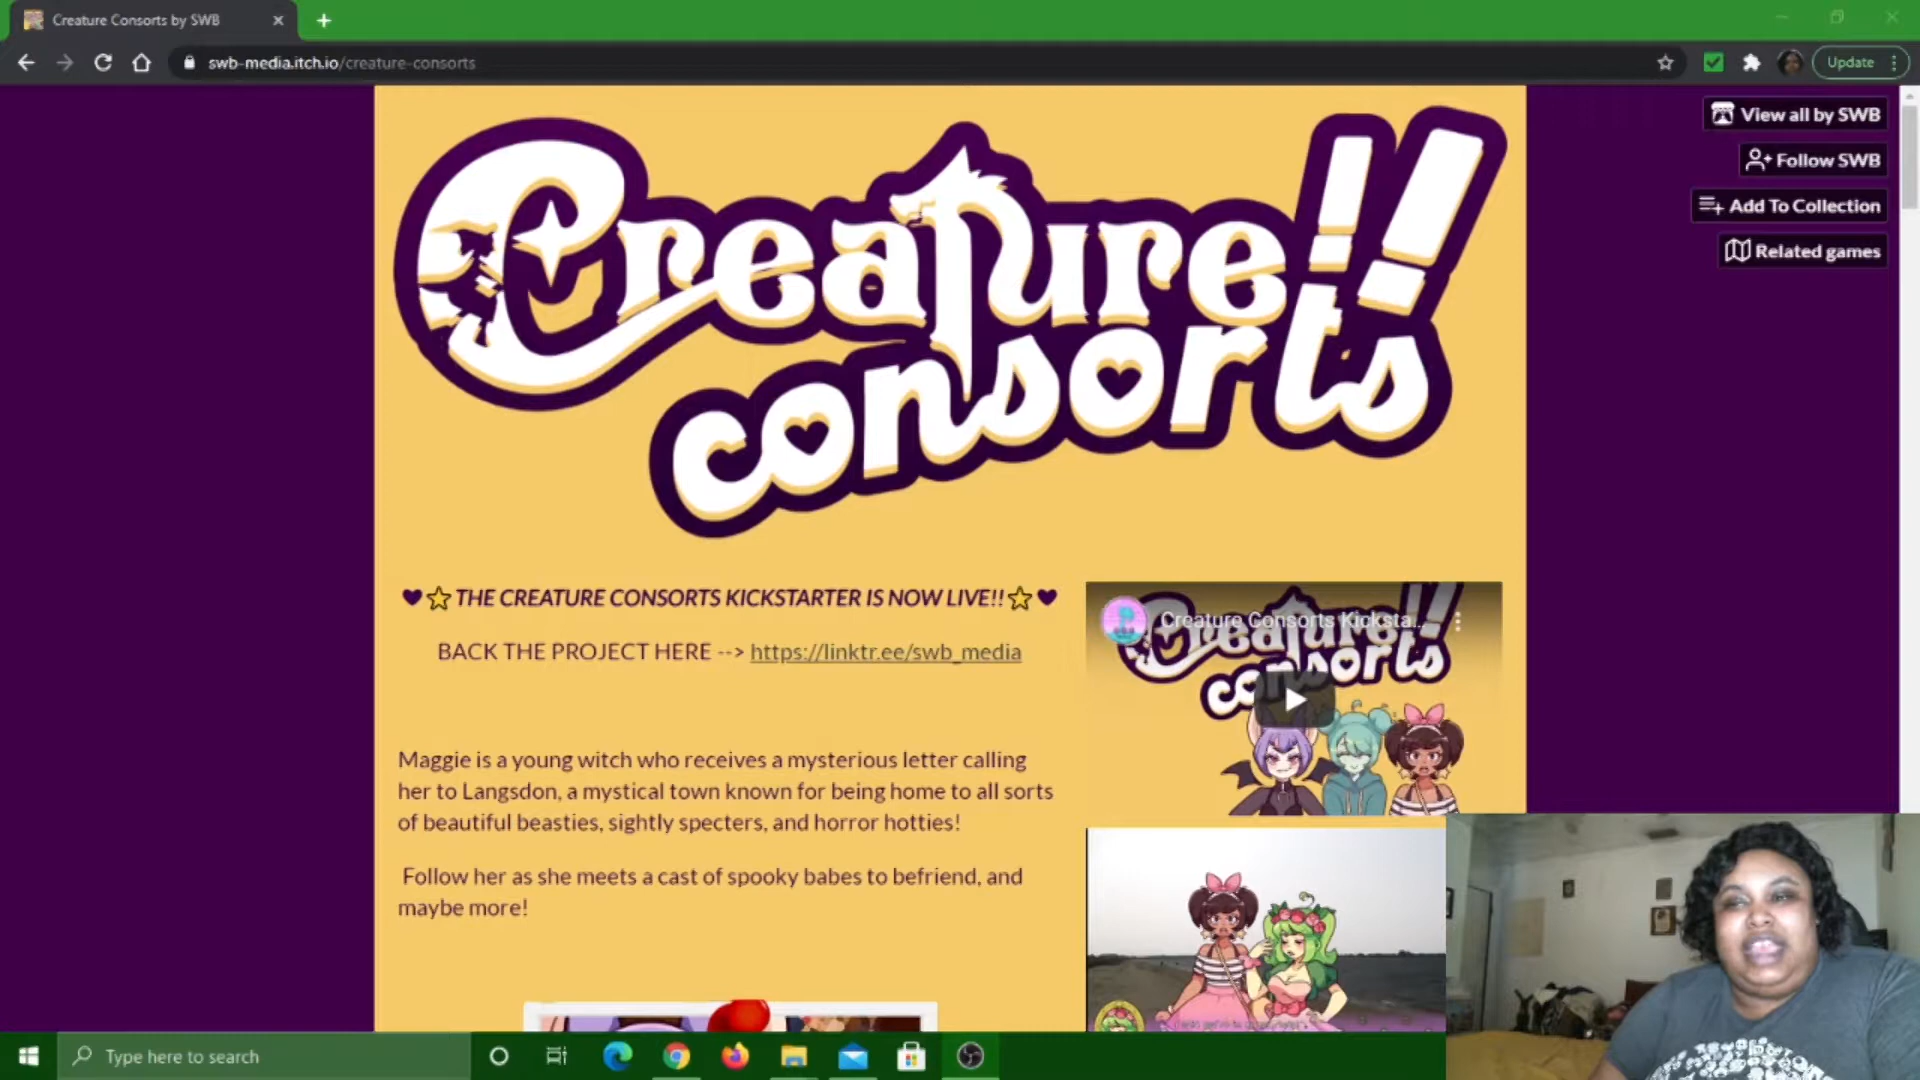 Creature Consorts by SWB
swb-media.itch.io/creature-consorts
Update
View all by SWB
Follow SWB
Add To Collection
Related games
Creature!!
consorts
THE CREATURE CONSORTS KICKSTARTER IS NOW LIVE!!
BACK THE PROJECT HERE --> https://linktr.ee/swb_media
Maggie is a young witch who receives a mysterious letter calling
her to Langsdon, a mystical town known for being home to all sorts
of beautiful beasties, sightly specters, and horror hotties!
Follow her as she meets a cast of spooky babes to befriend, and
maybe more!
Creature Consorts Kicksta...
Creature!!
consorts
Type here to search